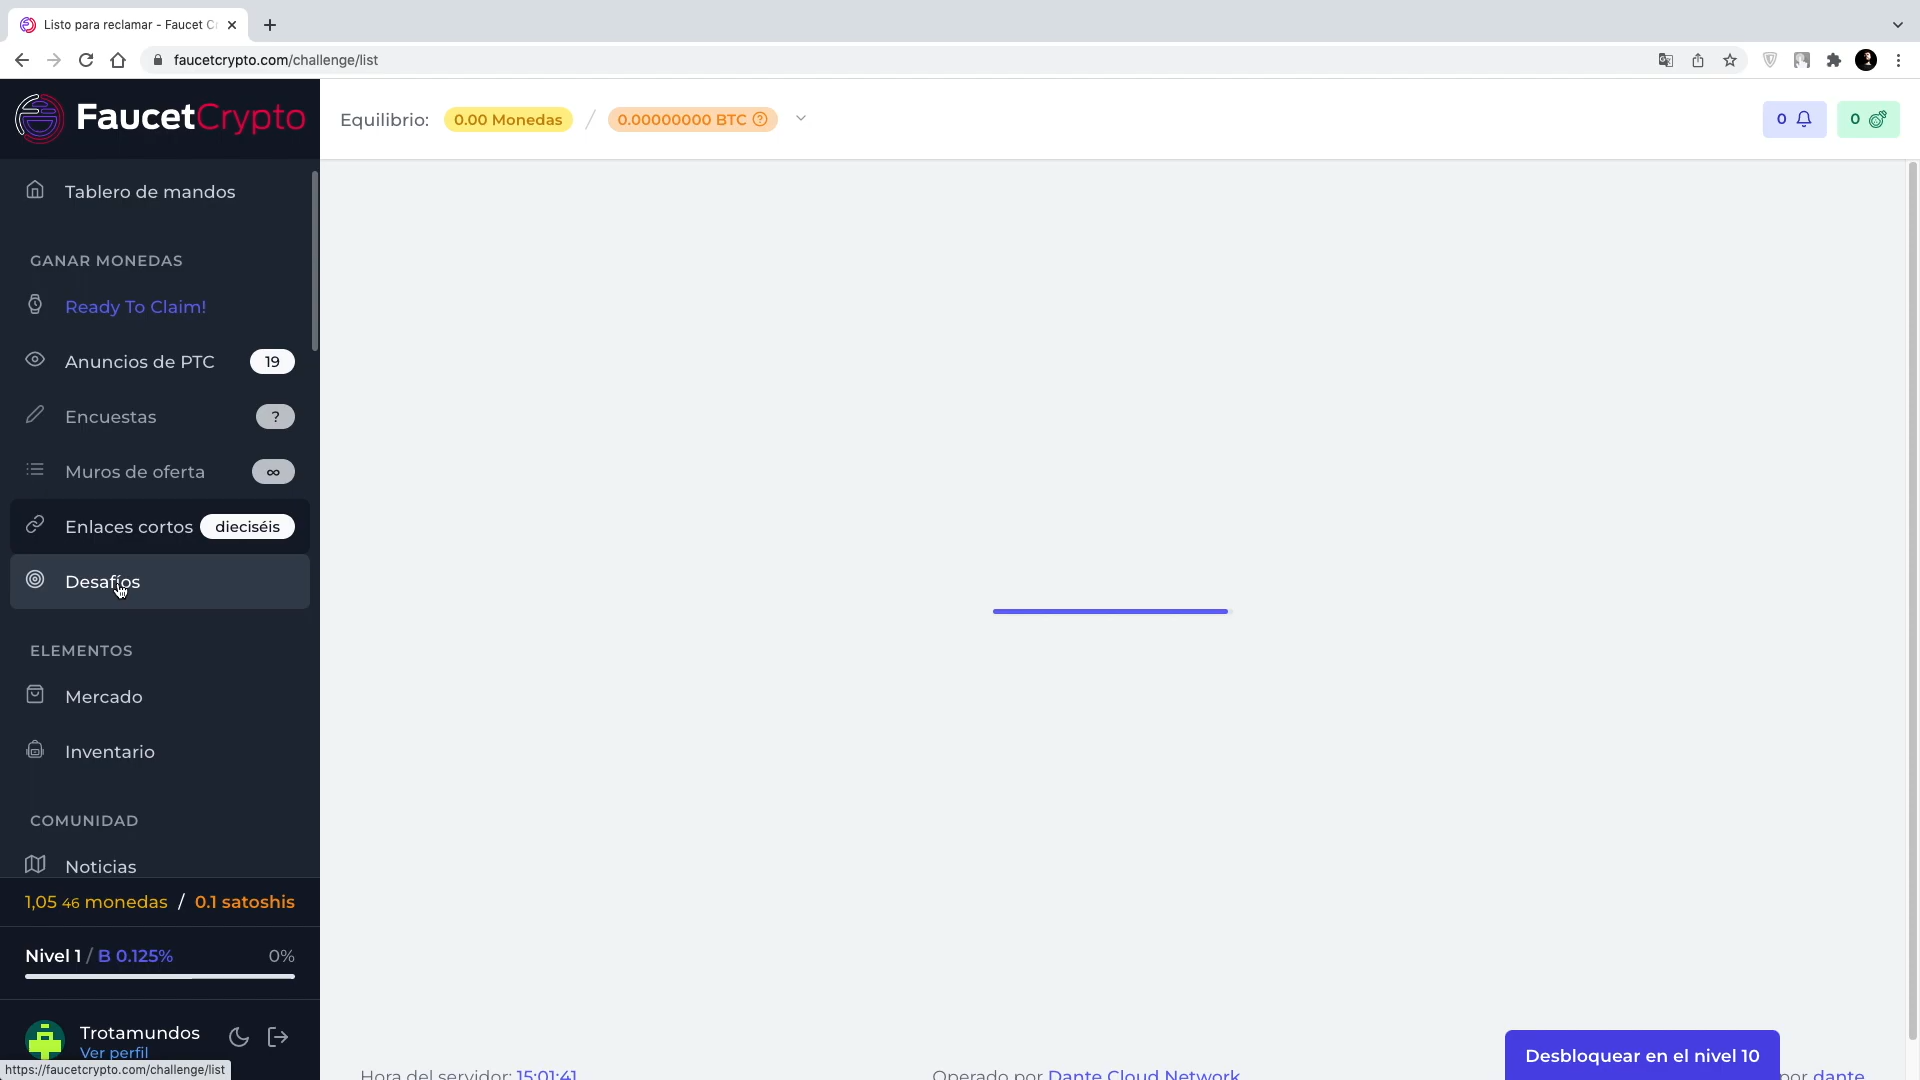 Listo para reclamar - Faucet C
faucetcrypto.com/challenge/list
FaucetCrypto
Equilibrio: 0.00 Monedas / 0.00000000 BTC ?
0
0
Tablero de mandos
GANAR MONEDAS
Ready To Claim!
Anuncios de PTC 19
Encuestas ?
Muros de oferta ∞
Enlaces cortos dieciséis
Desafíos
ELEMENTOS
Mercado
Inventario
COMUNIDAD
Noticias
1,05 46 monedas / 0.1 satoshis
Nivel 1 / B 0.125% 0%
Trotamundos
Ver perfil
https://faucetcrypto.com/challenge/list
Hora del servidor: 15:01:41
Operado por Dante Cloud Network
Desbloquear en el nivel 10
por dante